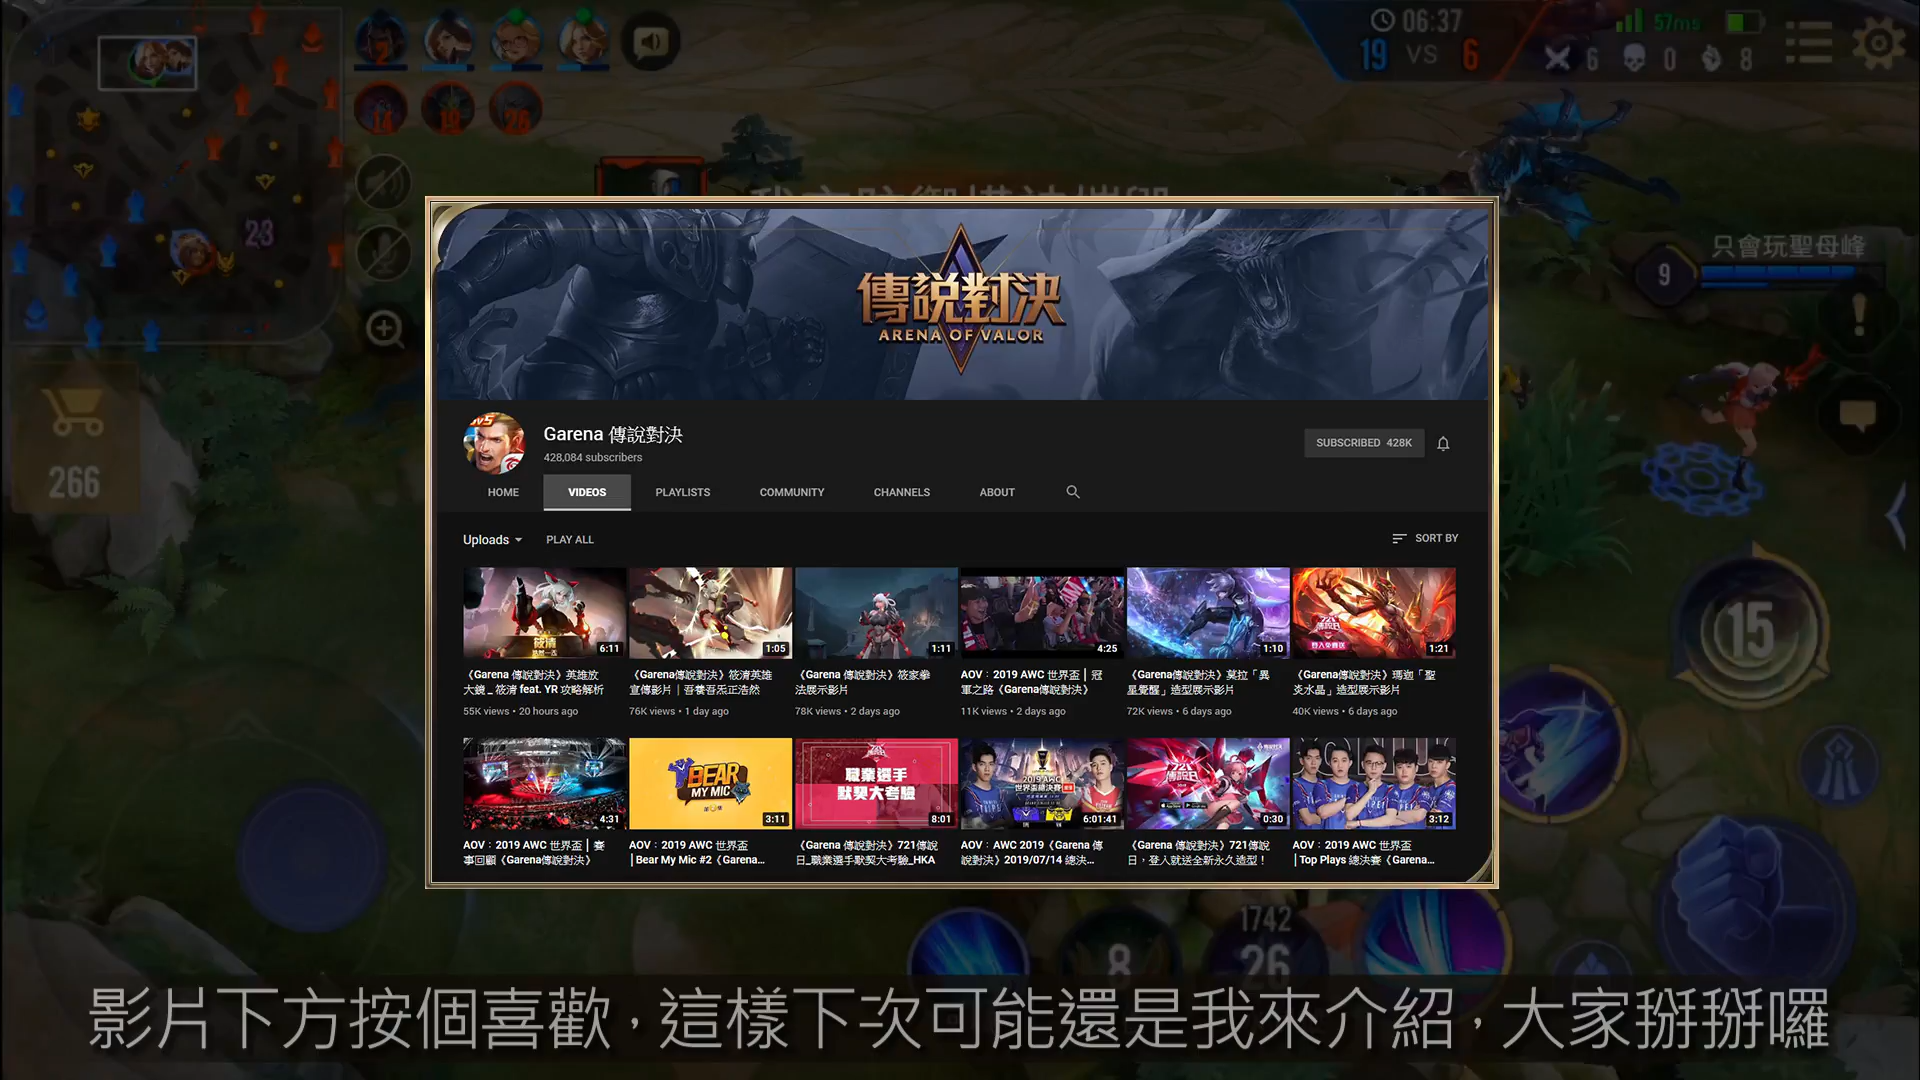 06:37
57ms
19 VS 6
6 0 8
14 19 26
23
只會玩聖母峰
9
266
傳說對決
ARENA OF VALOR
Garena 傳說對決
428,084 subscribers
SUBSCRIBED 428K
HOME VIDEOS PLAYLISTS COMMUNITY CHANNELS ABOUT
Uploads PLAY ALL SORT BY
6:11 1:05 1:11 4:25 1:10 1:21
《Garena 傳說對決》英雄放
大鏡 _ 筱清 feat. YR 攻略解析
55K views • 20 hours ago
《Garena傳說對決》筱清英雄
宣傳影片｜吾養吾炁正浩然
76K views • 1 day ago
《Garena 傳說對決》筱家拳
法展示影片
78K views • 2 days ago
AOV：2019 AWC 世界盃│冠
軍之路《Garena傳說對決》
11K views • 2 days ago
《Garena 傳說對決》莫拉「異
星覺醒」造型展示影片
72K views • 6 days ago
《Garena傳說對決》瑪迦「聖
炎水晶」造型展示影片
40K views • 6 days ago
BEAR
MY MIC
職業選手
默契大考驗
2019 AWC
721
傳說日
4:31 3:11 8:01 6:01:41 0:30 3:12
AOV：2019 AWC 世界盃│賽
事回顧《Garena傳說對決》
AOV：2019 AWC 世界盃
│Bear My Mic #2《Garena...
《Garena 傳說對決》721傳說
日_職業選手默契大考驗_HKA
AOV：AWC 2019《Garena 傳
說對決》2019/07/14 總決...
《Garena 傳說對決》721傳說
日，登入就送全新永久造型！
AOV：2019 AWC 世界盃
│Top Plays 總決賽《Garena...
15
1742
8 26
影片下方按個喜歡，這樣下次可能還是我來介紹，大家掰掰囉